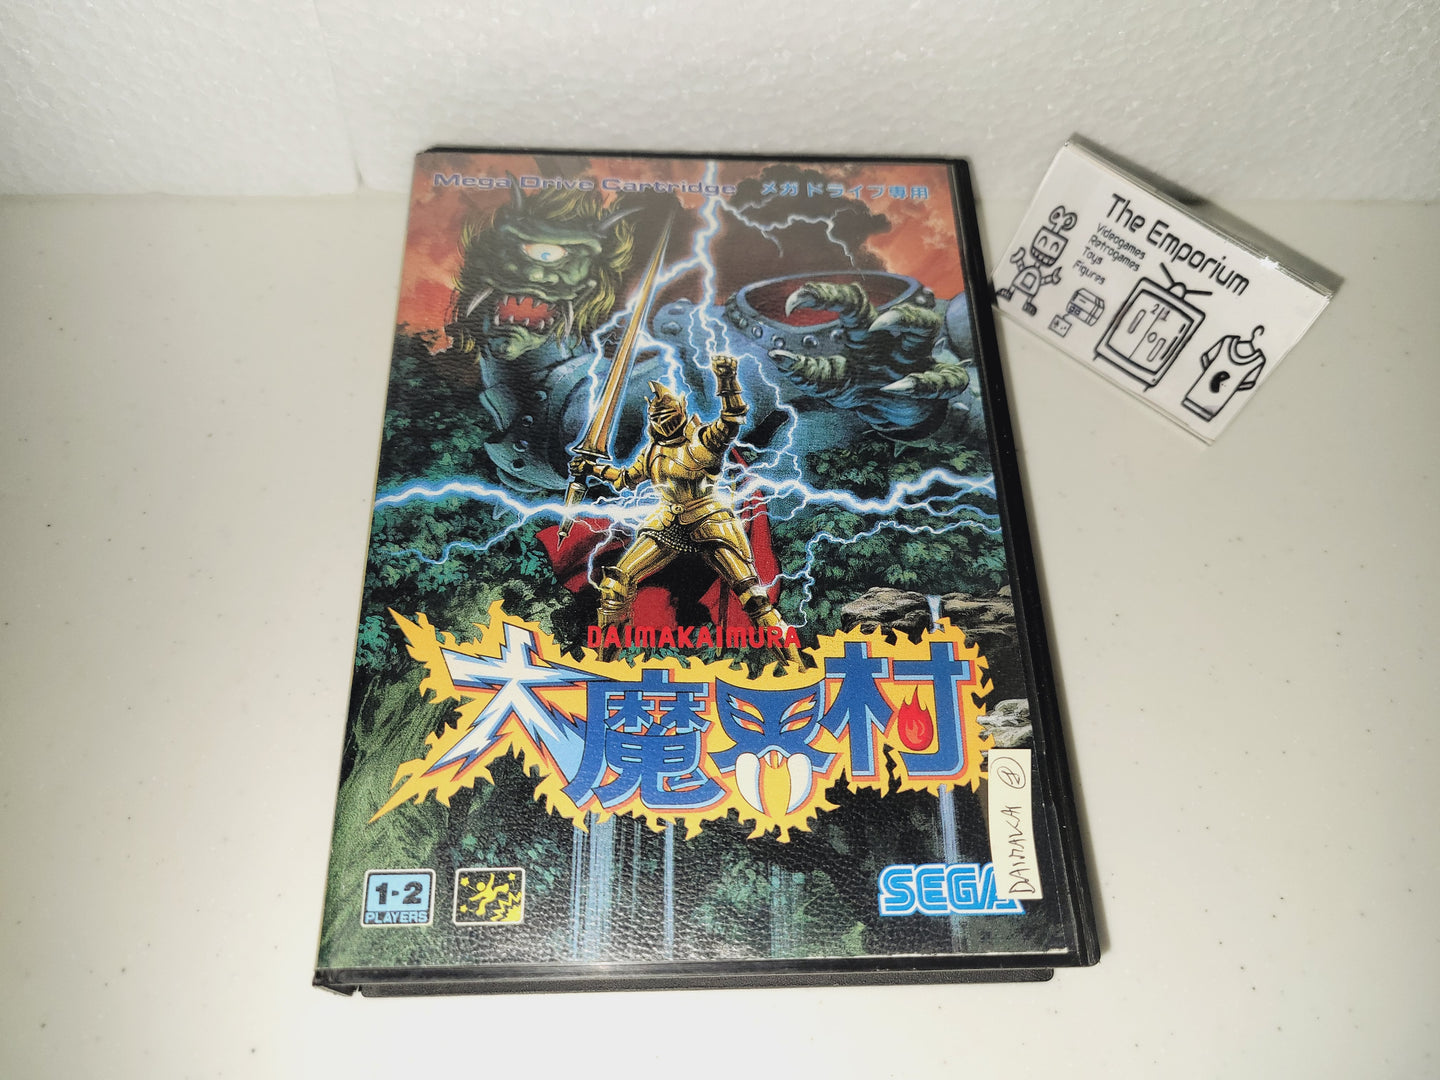 Mega Drive Cartridge メガドライブ専用
DAIMAKAIMURA
大魔界村
1-2
PLAYERS
SEGA
DAIMAKAI
The Emporium
Videogames
Retrogames
Toys
Figures